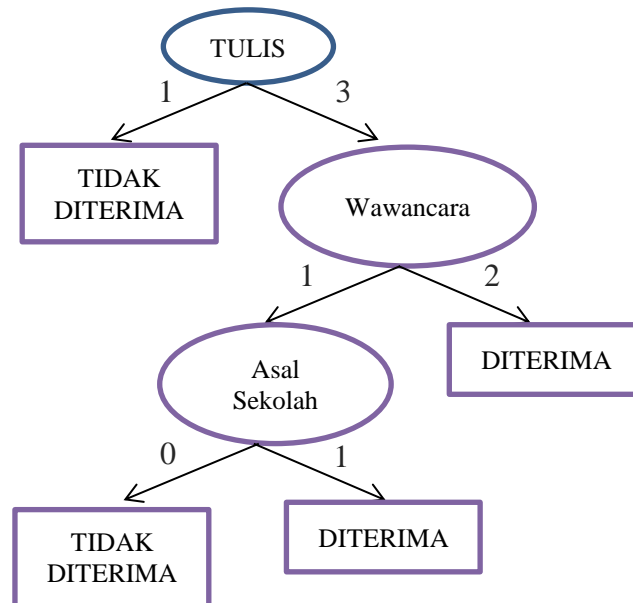 TULIS
1
3
TIDAK
DITERIMA
Wawancara
1
2
Asal
Sekolah
DITERIMA
0
1
TIDAK
DITERIMA
DITERIMA